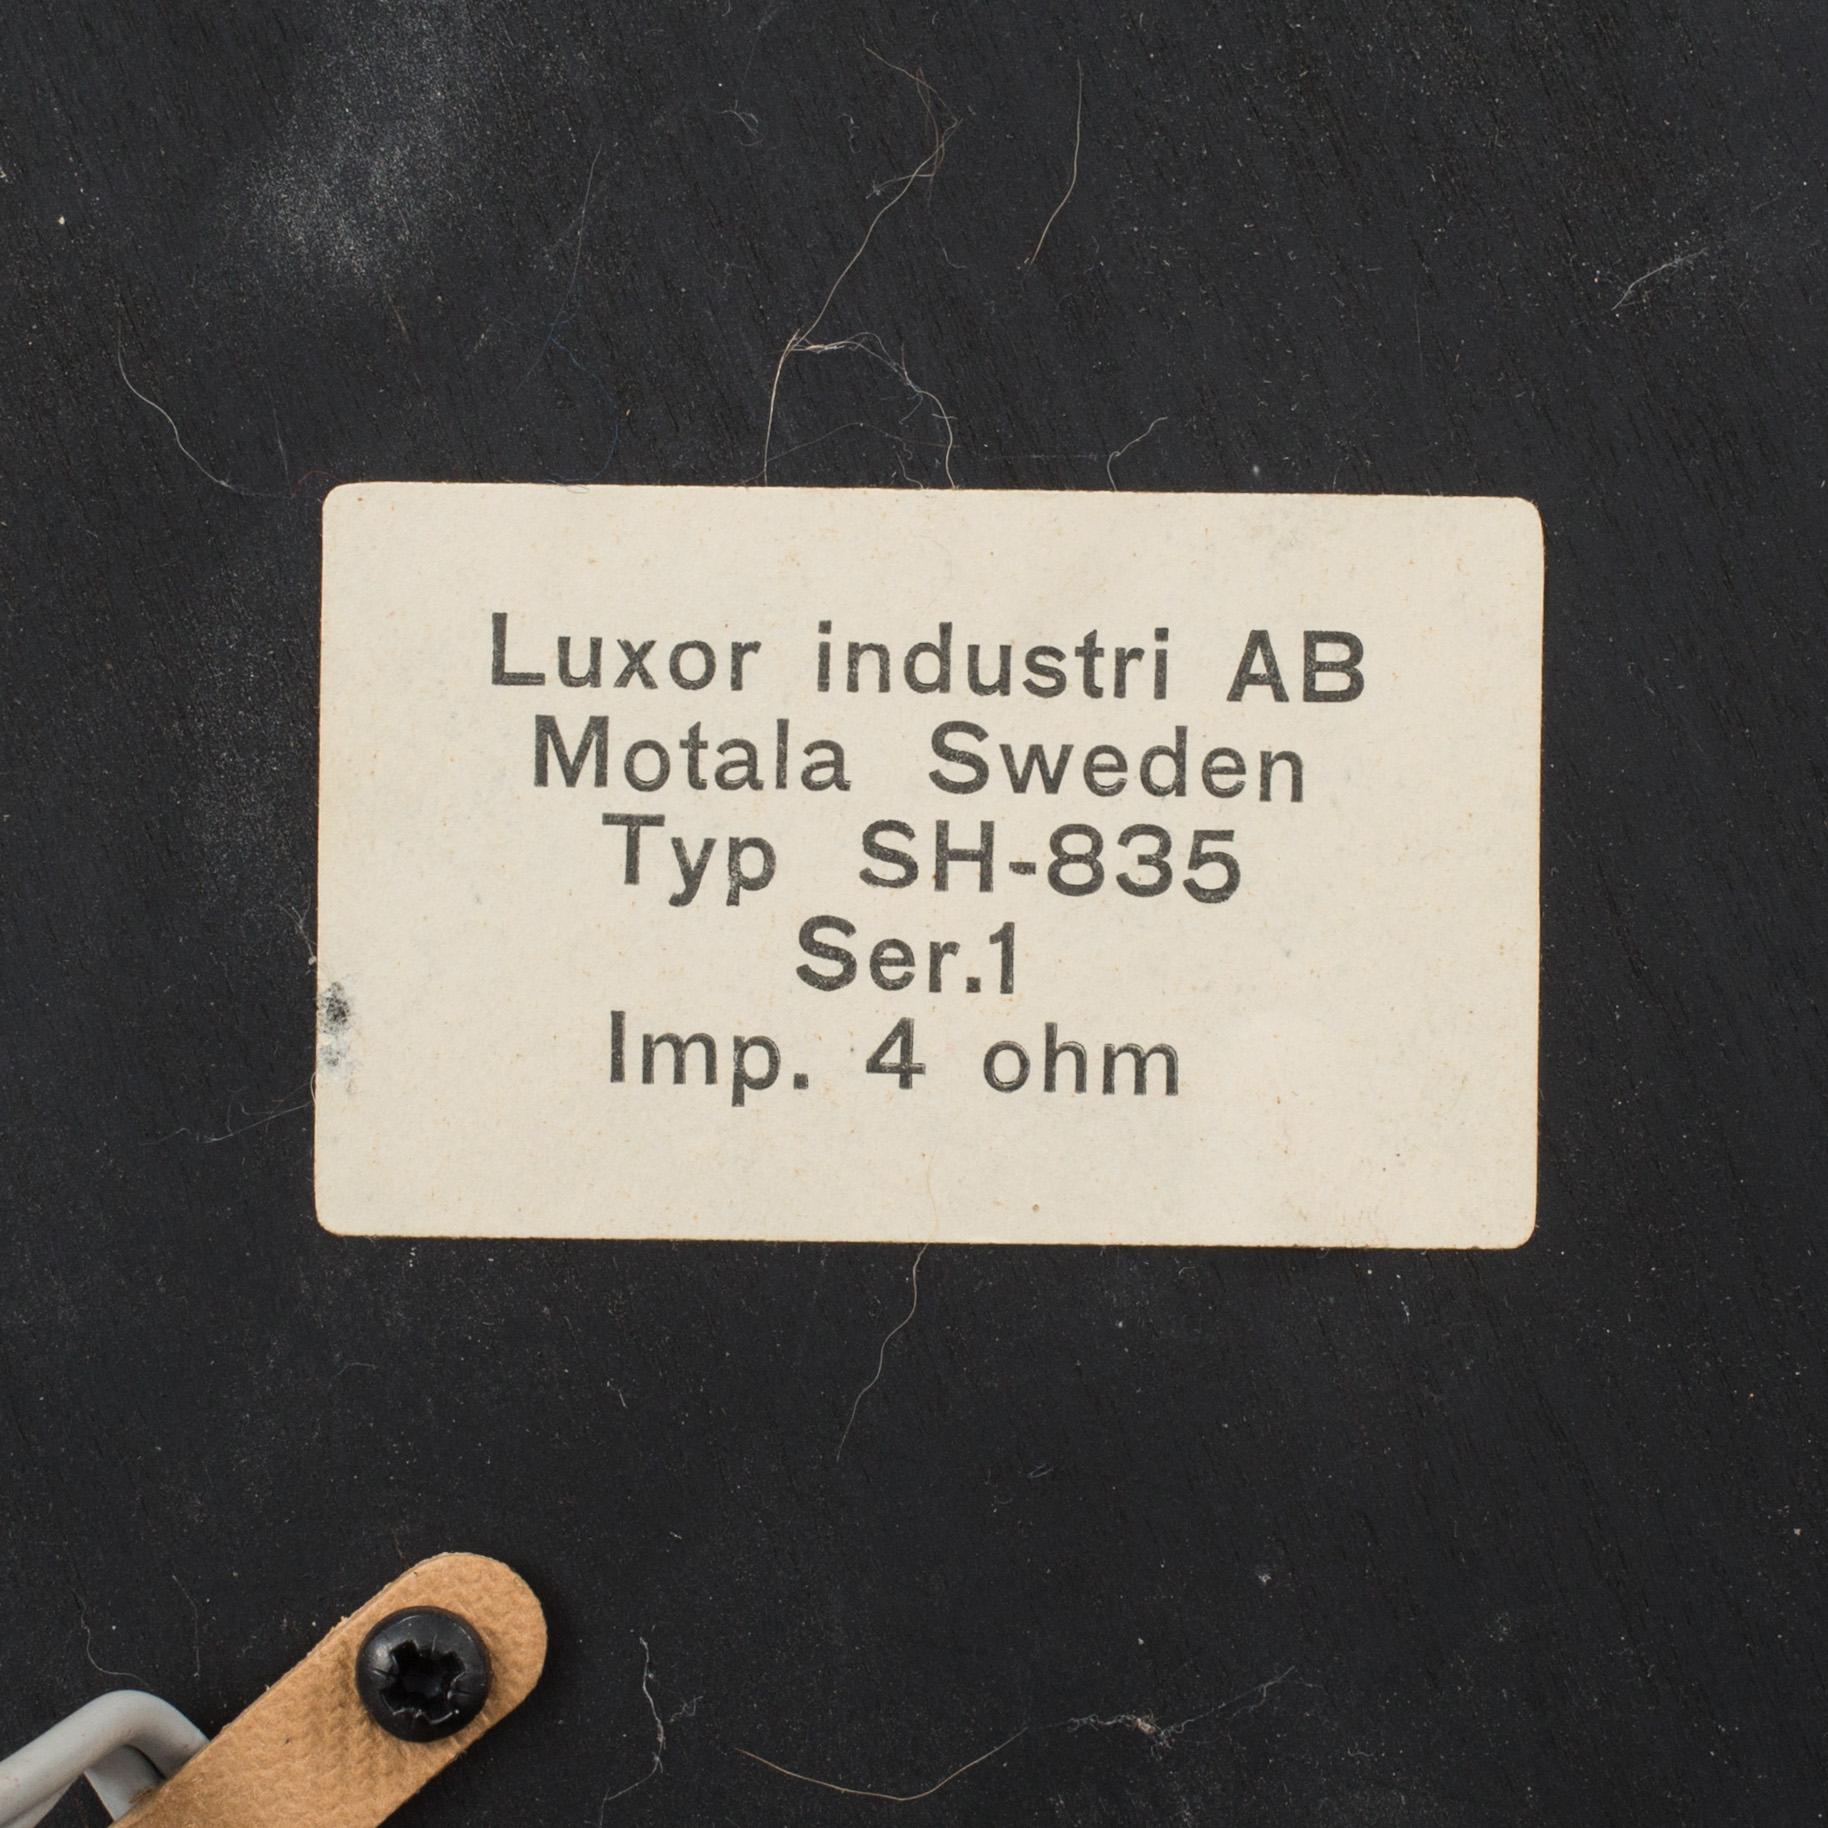 Luxor industri AB
Motala Sweden
Typ SH-835
Ser.1
Imp. 4 ohm